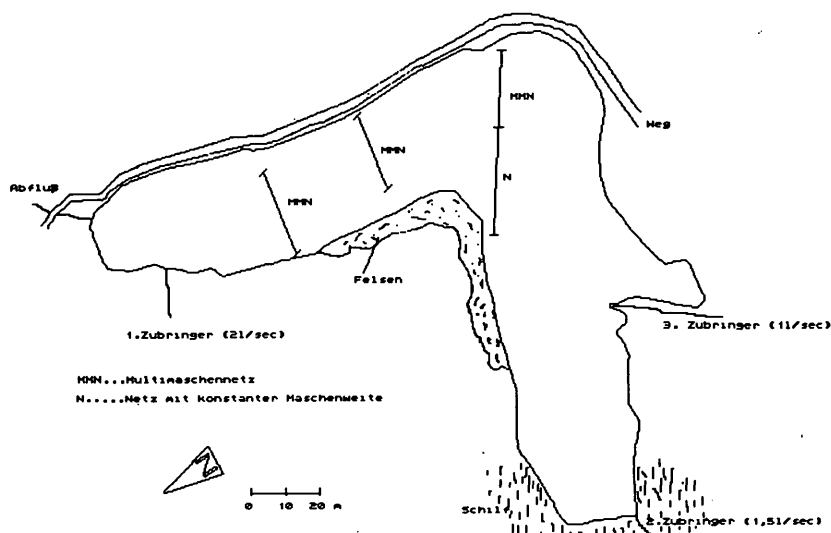 MMN
Weg
MMN
N
MMN
Abfluß
Felsen
1.Zubringer (2l/sec)
3. Zubringer (1l/sec)
MMN...Multimaschennetz
N.....Netz mit konstanter Maschenweite
N
0 10 20 m
Schilf
2.Zubringer (1,5l/sec)